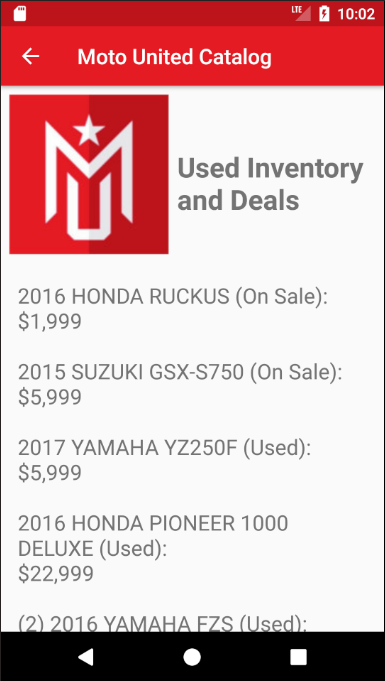 LTE 10:02
Moto United Catalog
MU
Used Inventory
and Deals
2016 HONDA RUCKUS (On Sale):
$1,999
2015 SUZUKI GSX-S750 (On Sale):
$5,999
2017 YAMAHA YZ250F (Used):
$5,999
2016 HONDA PIONEER 1000
DELUXE (Used):
$22,999
(2) 2016 YAMAHA FZS (Used):